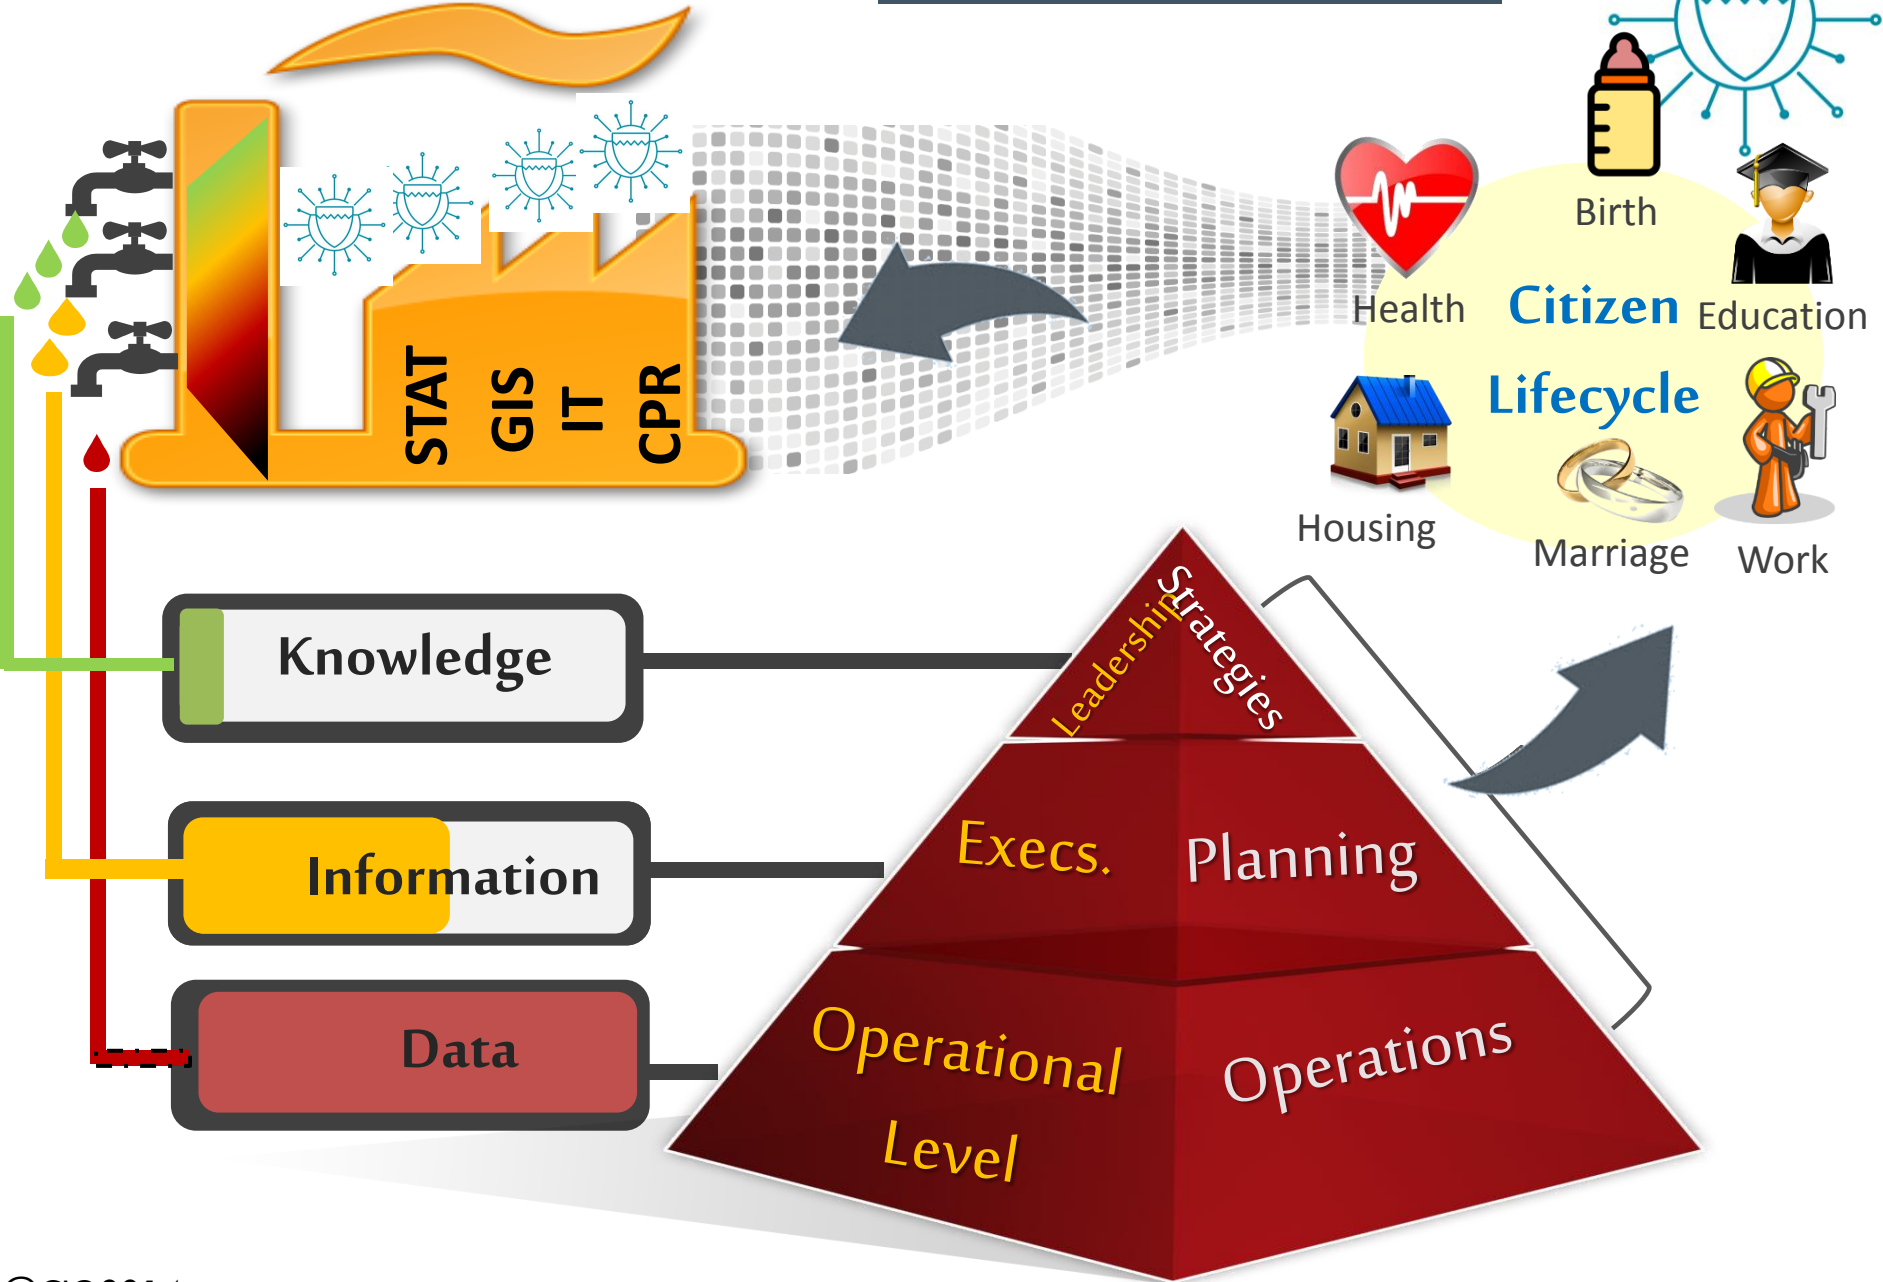 Birth
Health
Citizen
Education
Lifecycle
Housing
Marriage
Work
STAT
GIS
IT
CPR
Knowledge
Leadership
Strategies
Information
Execs.
Planning
Data
Operational
Level
Operations